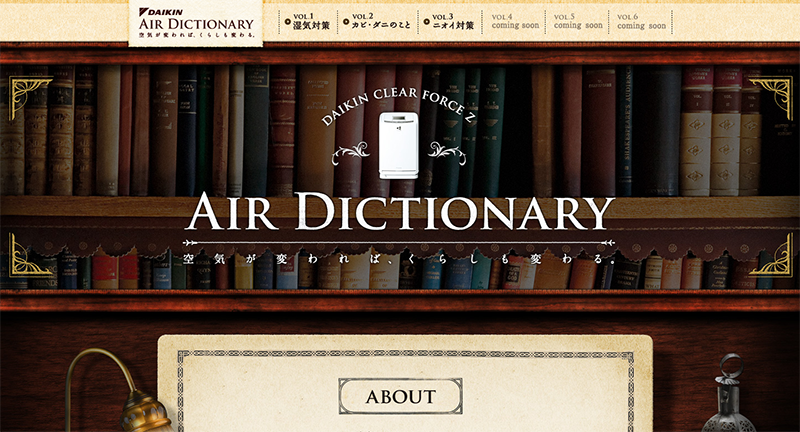 DAIKIN
AIR DICTIONARY
空気が変われば、くらしも変わる。
VOL.1
湿気対策
VOL.2
カビ・ダニのこと
VOL.3
ニオイ対策
VOL.4
coming soon
VOL.5
coming soon
VOL.6
coming soon
DAIKIN CLEAR FORCE Z
AIR DICTIONARY
空気が変われば、くらしも変わる。
ABOUT